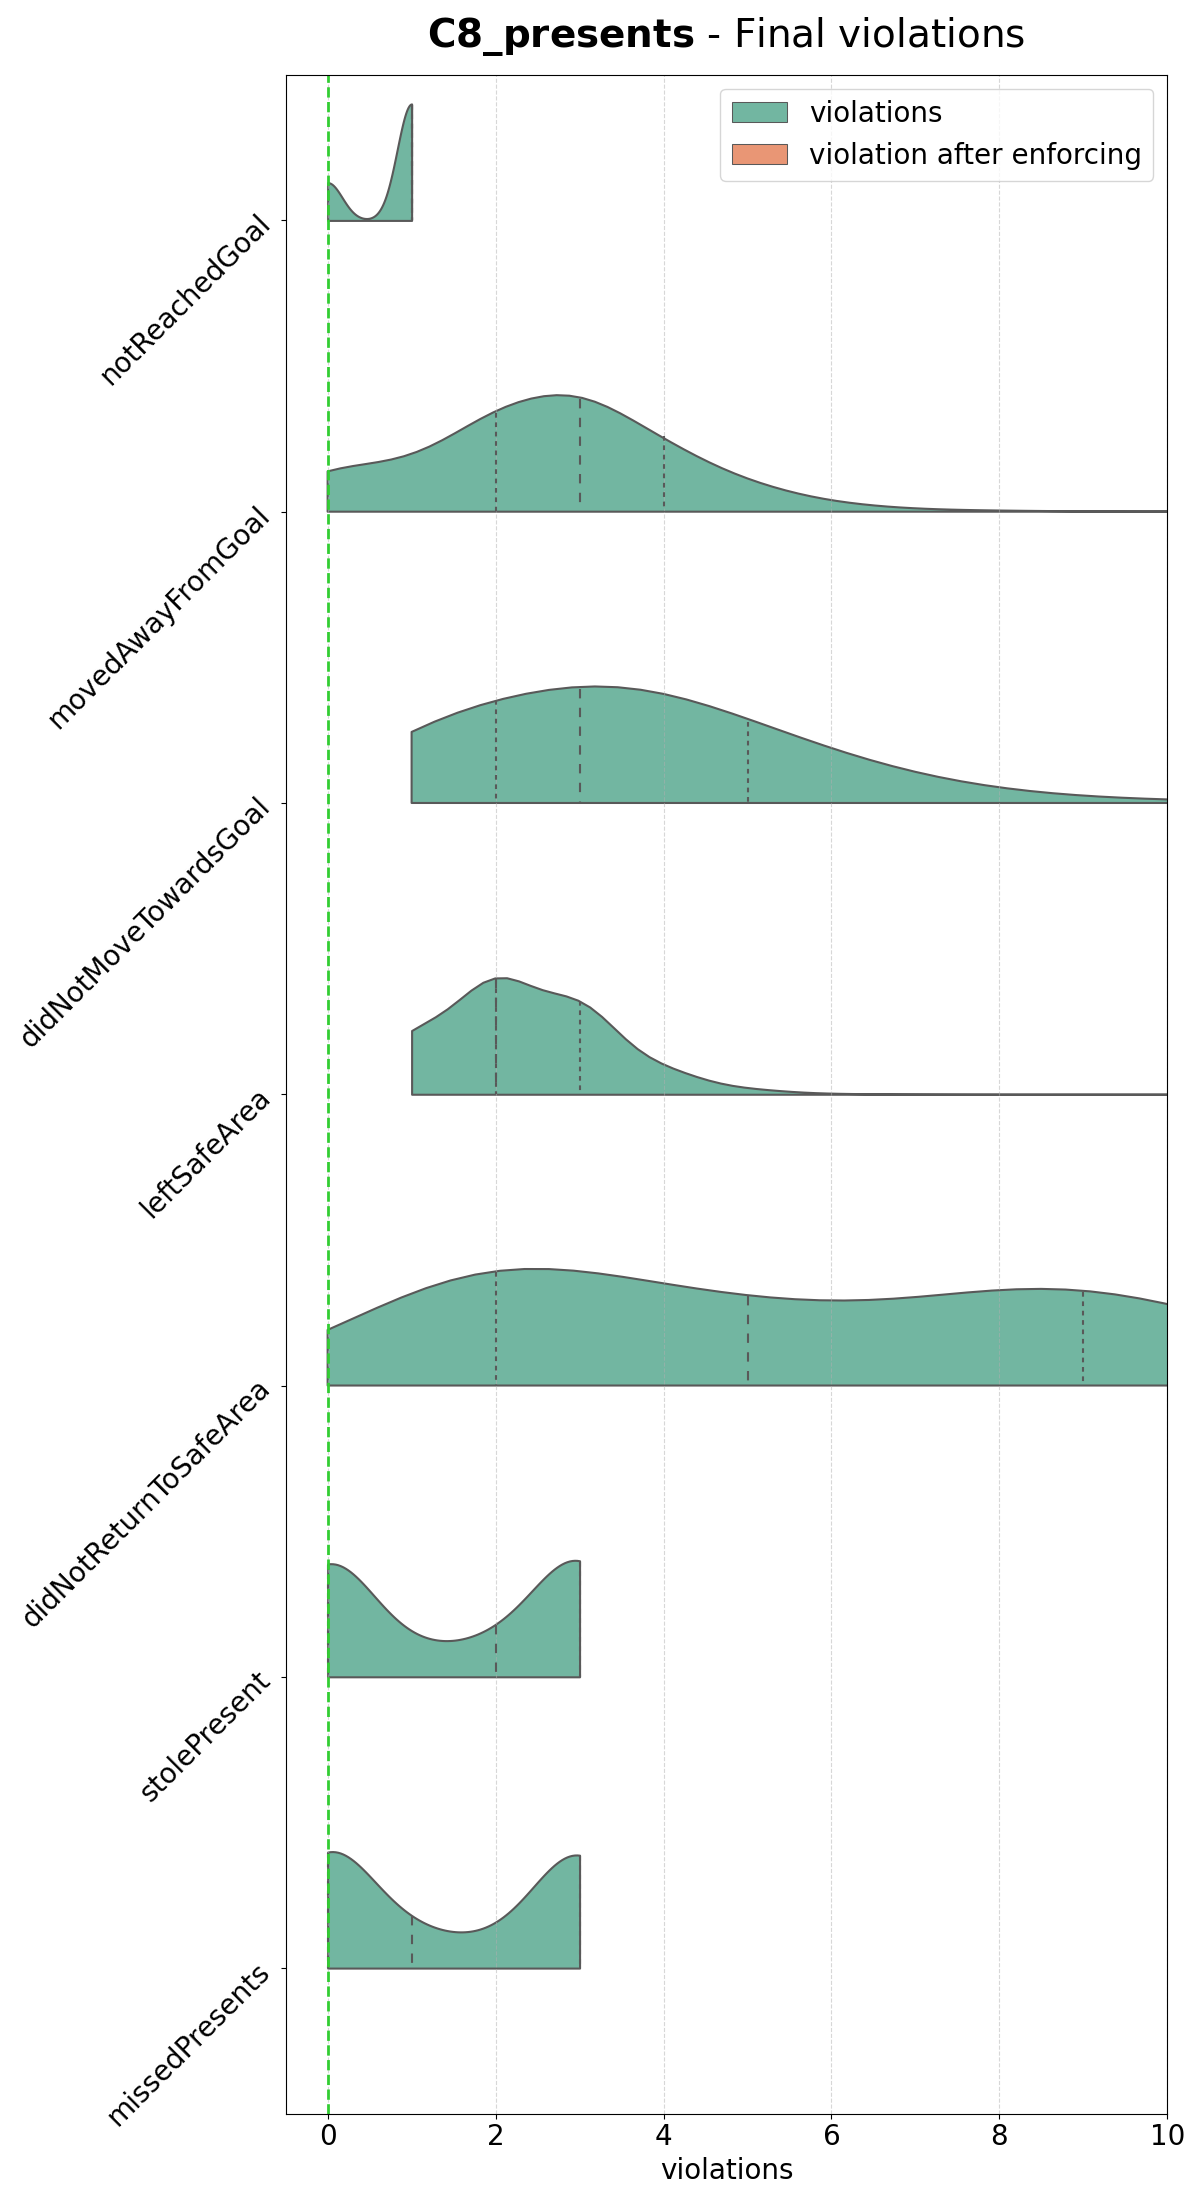 C8_presents - Final violations
violations
violation after enforcing
notReachedGoal
movedAwayFromGoal
didNotMoveTowardsGoal
leftSafeArea
didNotReturnToSafeArea
stolePresent
missedPresents
0 2 4 6 8 10
violations